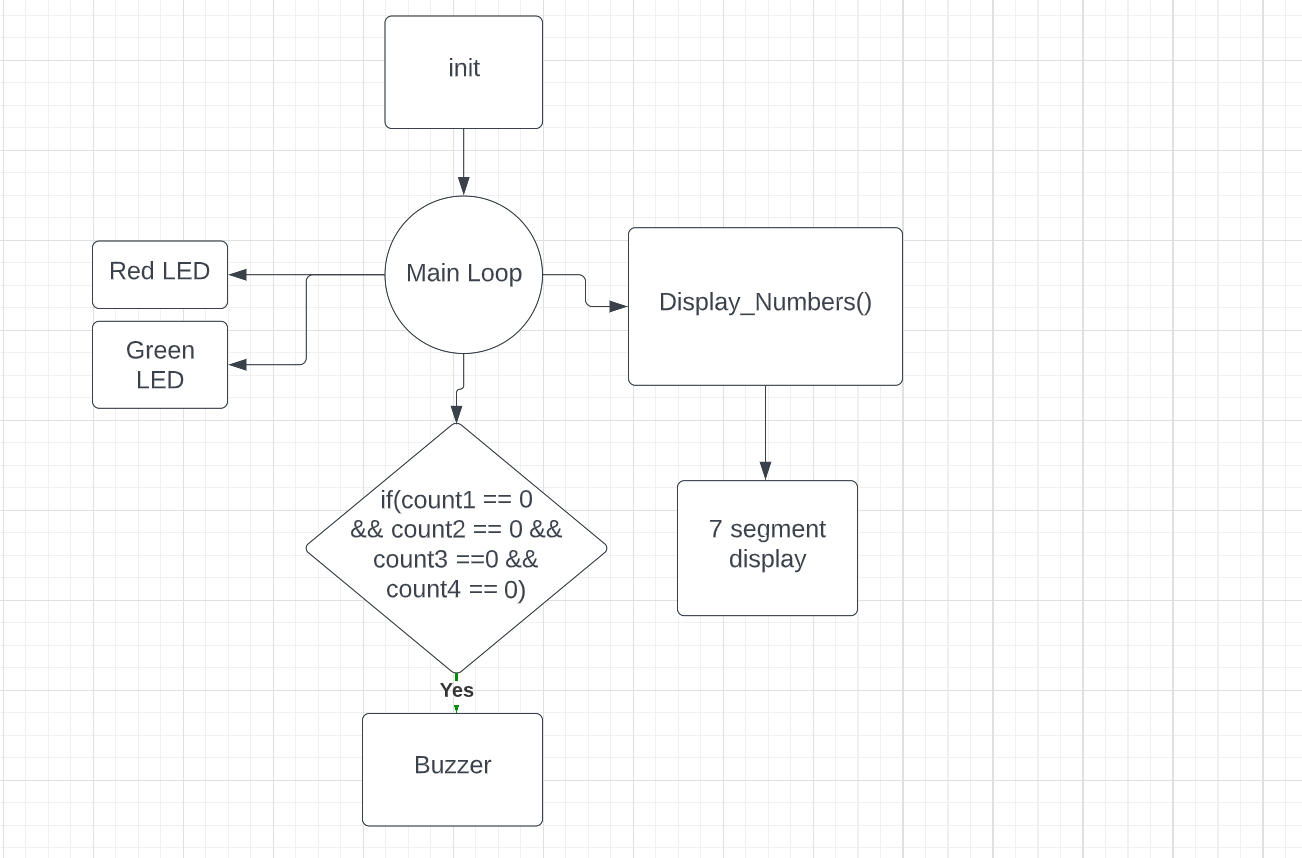 init
Main Loop
Red LED
Green
LED
Display_Numbers()
if(count1 == 0
&& count2 == 0 &&
count3 ==0 &&
count4 == 0)
7 segment
display
Yes
Buzzer